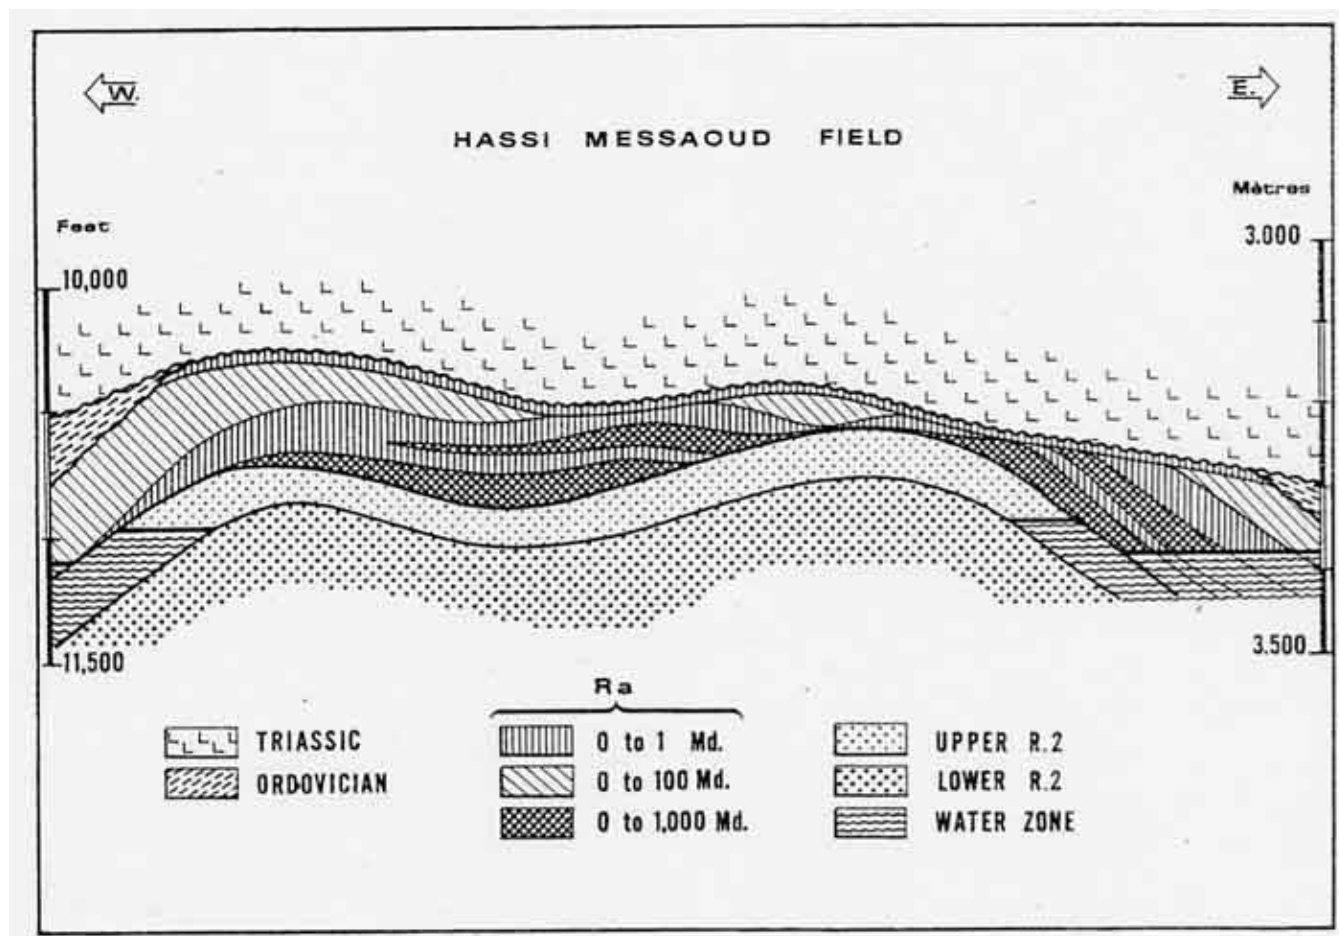 W.
E.
HASSI MESSAOUD FIELD
Mètres
Feet
3.000
10,000
3.500
11,500
Ra
TRIASSIC
0 to 1 Md.
UPPER R.2
ORDOVICIAN
0 to 100 Md.
LOWER R.2
0 to 1,000 Md.
WATER ZONE